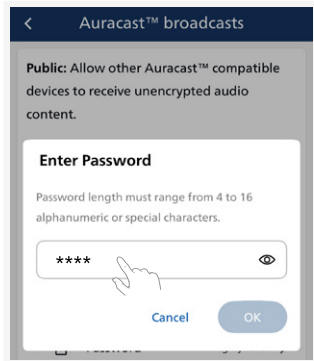 Auracast™ broadcasts
Public: Allow other Auracast™ compatible
devices to receive unencrypted audio
content.
Enter Password
Password length must range from 4 to 16
alphanumeric or special characters.
****
Cancel OK
Password